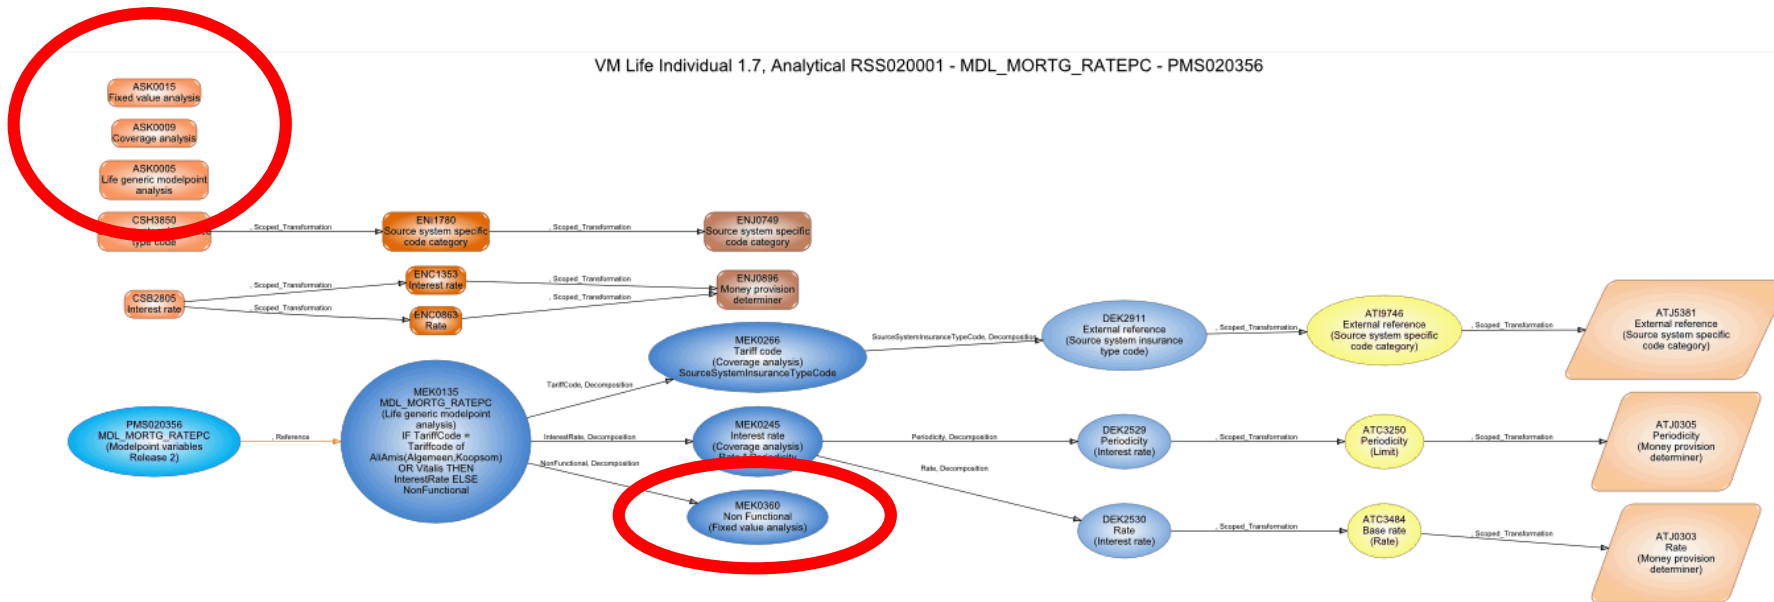 VM Life Individual 1.7, Analytical RSS020001 - MDL_MORTG_RATEPC - PMS020356
ASK0015
Fixed value analysis
ASK0009
Coverage analysis
ASK0005
Life generic modelpoint
analysis
CSH3850
type code
, Scoped_Transformation
ENI1780
Source system specific
code category
, Scoped_Transformation
ENJ0749
Source system specific
code category
CSB2805
Interest rate
, Scoped_Transformation
, Scoped_Transformation
ENC1353
Interest rate
ENC0863
Rate
, Scoped_Transformation
, Scoped_Transformation
ENJ0896
Money provision
determiner
PMS020356
MDL_MORTG_RATEPC
(Modelpoint variables
Release 2)
, Reference
MEK0135
MDL_MORTG_RATEPC
(Life generic modelpoint
analysis)
IF TariffCode =
Tariffcode of
AllAmis(Algemeen,Koopsom)
OR Vitalis THEN
InterestRate ELSE
NonFunctional
TariffCode, Decomposition
InterestRate, Decomposition
NonFunctional, Decomposition
MEK0266
Tariff code
(Coverage analysis)
SourceSystemInsuranceTypeCode
SourceSystemInsuranceTypeCode, Decomposition
DEK2911
External reference
(Source system insurance
type code)
, Scoped_Transformation
ATI9746
External reference
(Source system specific
code category)
, Scoped_Transformation
ATJ5381
External reference
(Source system specific
code category)
MEK0245
Interest rate
(Coverage analysis)
Periodicity, Decomposition
Rate, Decomposition
DEK2529
Periodicity
(Interest rate)
, Scoped_Transformation
ATC3250
Periodicity
(Limit)
, Scoped_Transformation
ATJ0305
Periodicity
(Money provision
determiner)
MEK0360
Non Functional
(Fixed value analysis)
DEK2530
Rate
(Interest rate)
, Scoped_Transformation
ATC3484
Base rate
(Rate)
, Scoped_Transformation
ATJ0303
Rate
(Money provision
determiner)